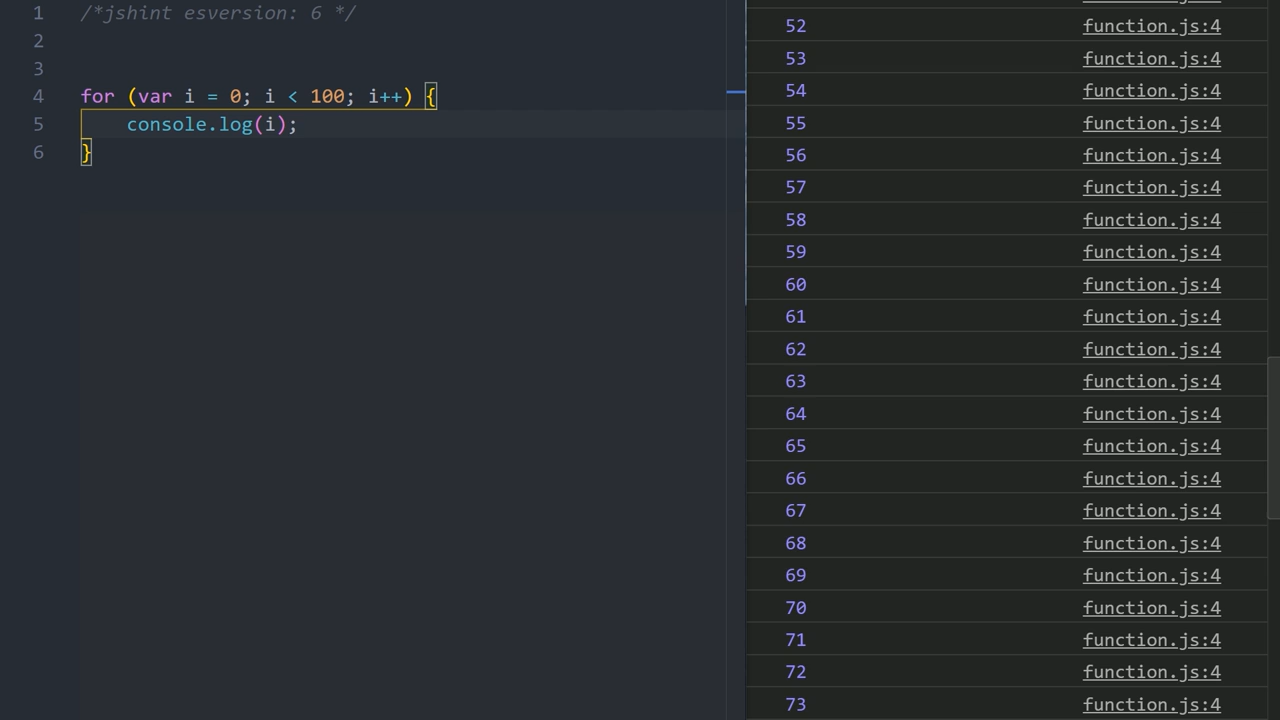 1 /*jshint esversion: 6 */
2
3
4 for (var i = 0; i < 100; i++) {
5 console.log(i);
6 }
52 function.js:4
53 function.js:4
54 function.js:4
55 function.js:4
56 function.js:4
57 function.js:4
58 function.js:4
59 function.js:4
60 function.js:4
61 function.js:4
62 function.js:4
63 function.js:4
64 function.js:4
65 function.js:4
66 function.js:4
67 function.js:4
68 function.js:4
69 function.js:4
70 function.js:4
71 function.js:4
72 function.js:4
73 function.js:4